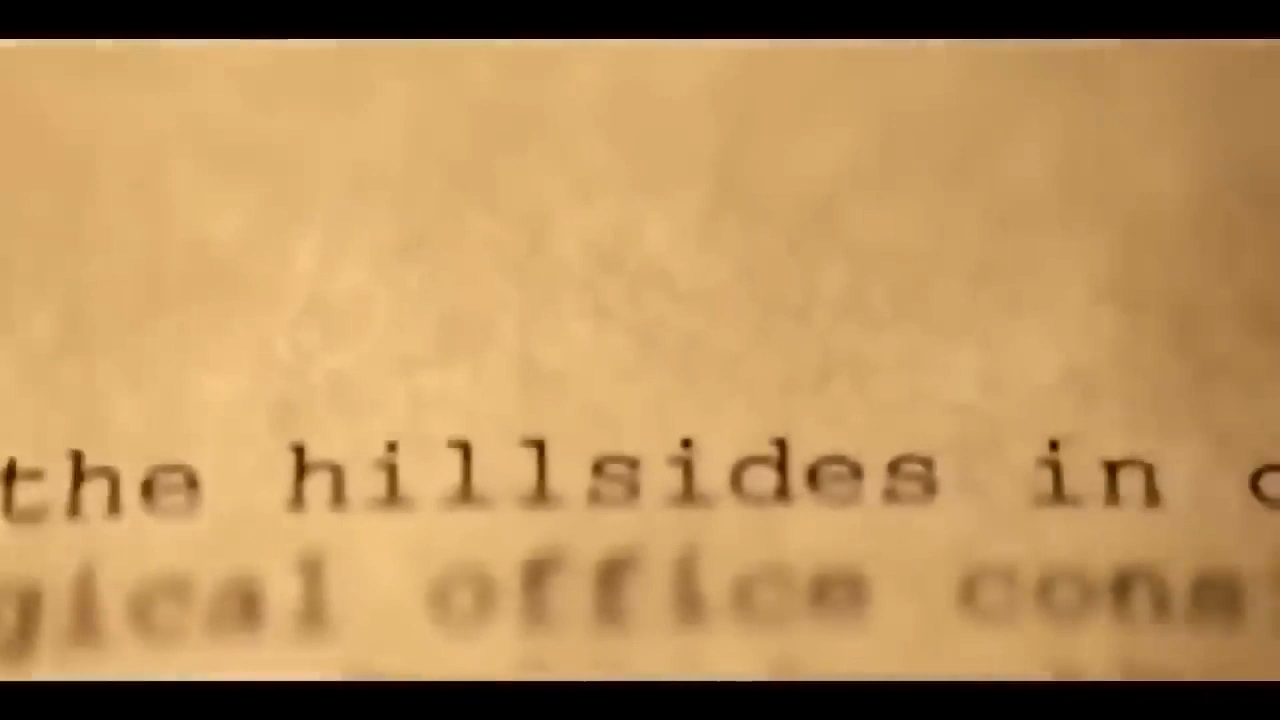 the hillsides in
gical office cons